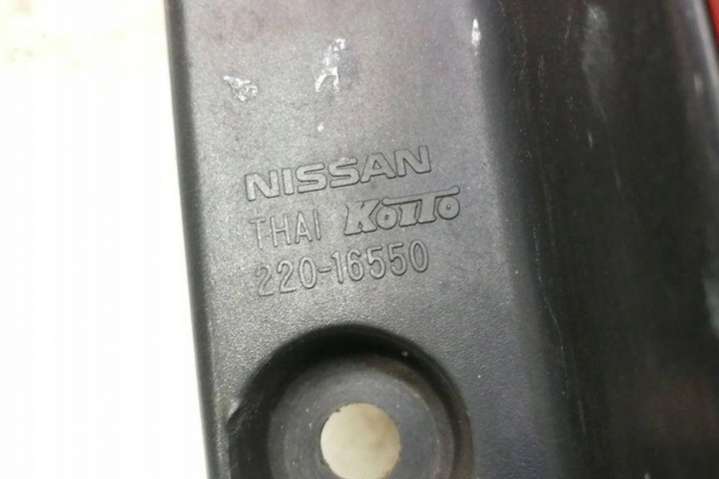 NISSAN
THAI KOITO
220-16550